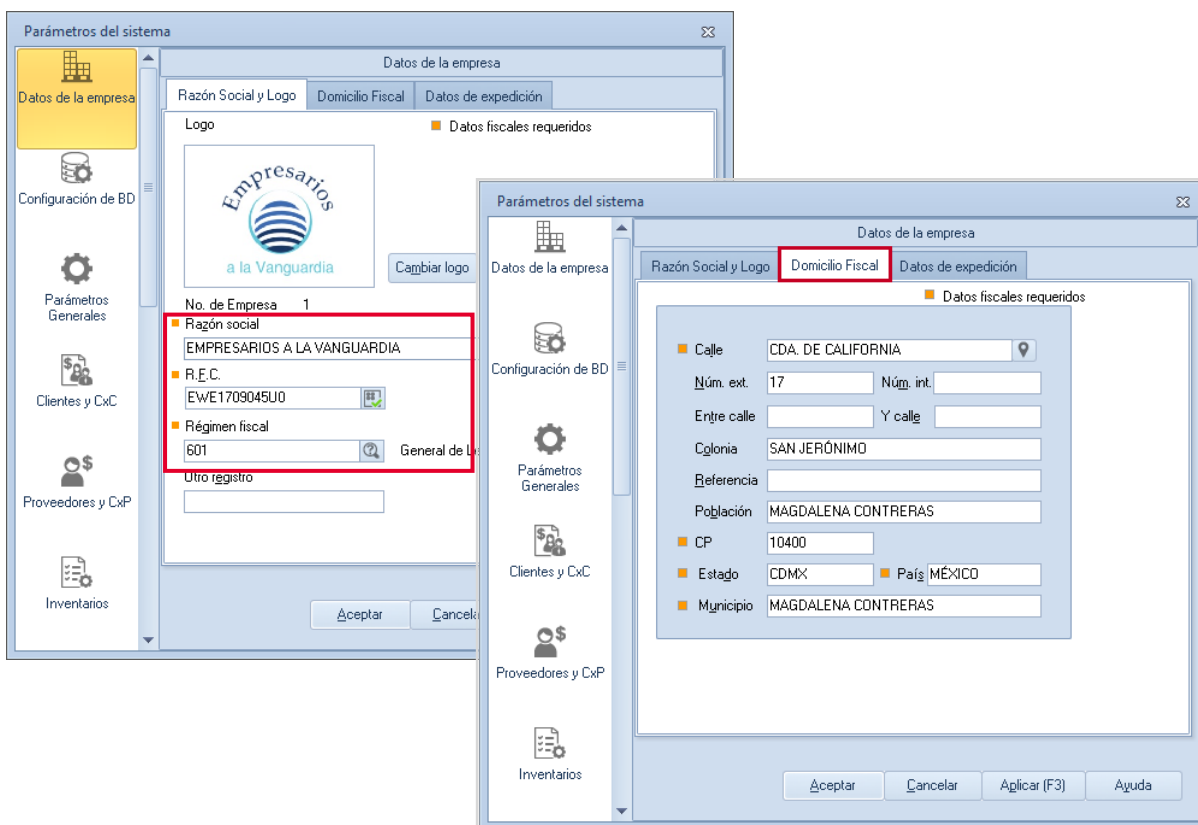 Parámetros del sistema
Datos de la empresa
Configuración de BD
Parámetros
Generales
Clientes y CxC
Proveedores y CxP
Inventarios
Datos de la empresa
Razón Social y Logo Domicilio Fiscal Datos de expedición
Logo Datos fiscales requeridos
Empresarios
a la Vanguardia
Cambiar logo
No. de Empresa 1
Razón social
EMPRESARIOS A LA VANGUARDIA
R.F.C.
EWE1709045U0
Régimen fiscal
601 General de
Utro registro
Aceptar
Parámetros del sistema
Datos de la empresa
Configuración de BD
Parámetros
Generales
Clientes y CxC
Proveedores y CxP
Inventarios
Datos de la empresa
Razón Social y Logo Domicilio Fiscal Datos de expedición
Datos fiscales requeridos
Calle CDA. DE CALIFORNIA
Núm. ext. 17 Núm. int.
Entre calle Y calle
Colonia SAN JERÓNIMO
Referencia
Población MAGDALENA CONTRERAS
CP 10400
Estado CDMX País MÉXICO
Municipio MAGDALENA CONTRERAS
Aceptar Cancelar Aplicar (F3) Ayuda